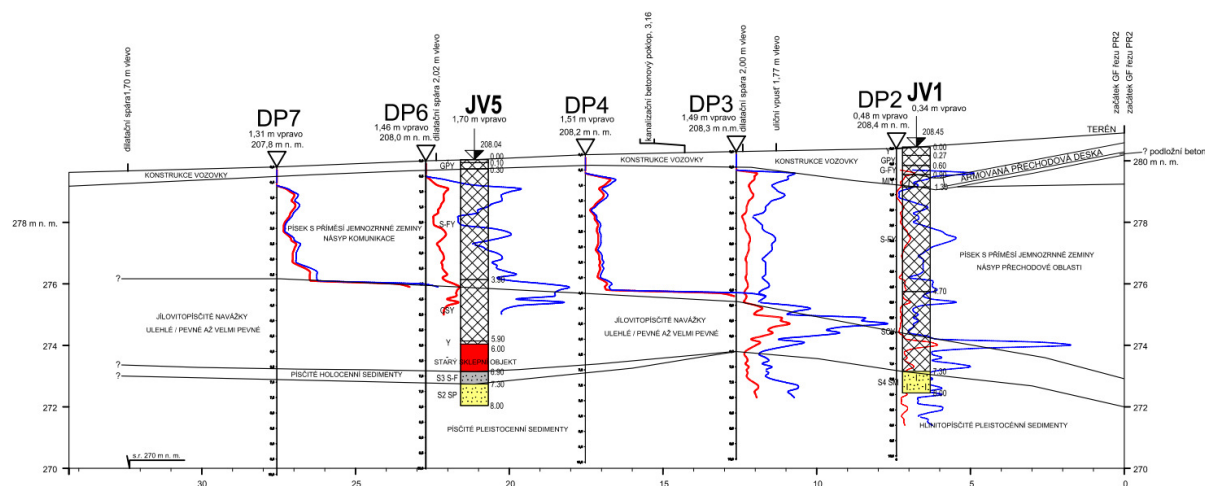 dilatační spára1,70 m vlevo
dilatační spára 2,02 m vlevo
kanalizační betonový poklop, 3,16
dilatační spára 2,00 m vlevo
uliční vpusť 1,77 m vlevo
začátek GF řezu PR2
začátek GF řezu PR2
DP7
1,31 m vpravo
207,8 m n. m.
DP6
1,46 m vpravo
208,0 m n. m.
JV5
1,70 m vpravo
208.04
DP4
1,51 m vpravo
208,2 m n. m.
DP3
1,49 m vpravo
208,3 m n. m.
DP2
0,48 m vpravo
208,4 m n. m.
JV1
0,34 m vpravo
208.45
TERÉN
? podložní beton
280 m n. m.
ARMOVANÁ PŘECHODOVÁ DESKA
KONSTRUKCE VOZOVKY
KONSTRUKCE VOZOVKY
KONSTRUKCE VOZOVKY
0.00
0.10
0.30
GPY
S-FY
3.90
5.90
Y
6.00
STARÝ SKLEPNÍ OBJEKT
6.90
S3 S-F
7.30
S2 SP
8.00
0.00
0.27
0.60
Y
GPY
G-FY
1.30
S-FY
4.70
7.30
S4 SM
8.00
278 m n. m.
276
274
272
270
278
276
274
272
270
PÍSEK S PŘÍMĚSÍ JEMNOZRNNÉ ZEMINY
NÁSYP KOMUNIKACE
PÍSEK S PŘÍMĚSÍ JEMNOZRNNÉ ZEMINY
NÁSYP PŘECHODOVÉ OBLASTI
?
JÍLOVITOPÍSČITÉ NAVÁŽKY
ULEHLÉ / PEVNÉ AŽ VELMI PEVNÉ
JÍLOVITOPÍSČITÉ NAVÁŽKY
ULEHLÉ / PEVNÉ AŽ VELMI PEVNÉ
?
?
PÍSČITÉ HOLOCENNÍ SEDIMENTY
PÍSČITÉ PLEISTOCENNÍ SEDIMENTY
HLINITOPÍSČITÉ PLEISTOCENNÍ SEDIMENTY
s.r. 270 m n. m.
30
25
20
15
10
5
0